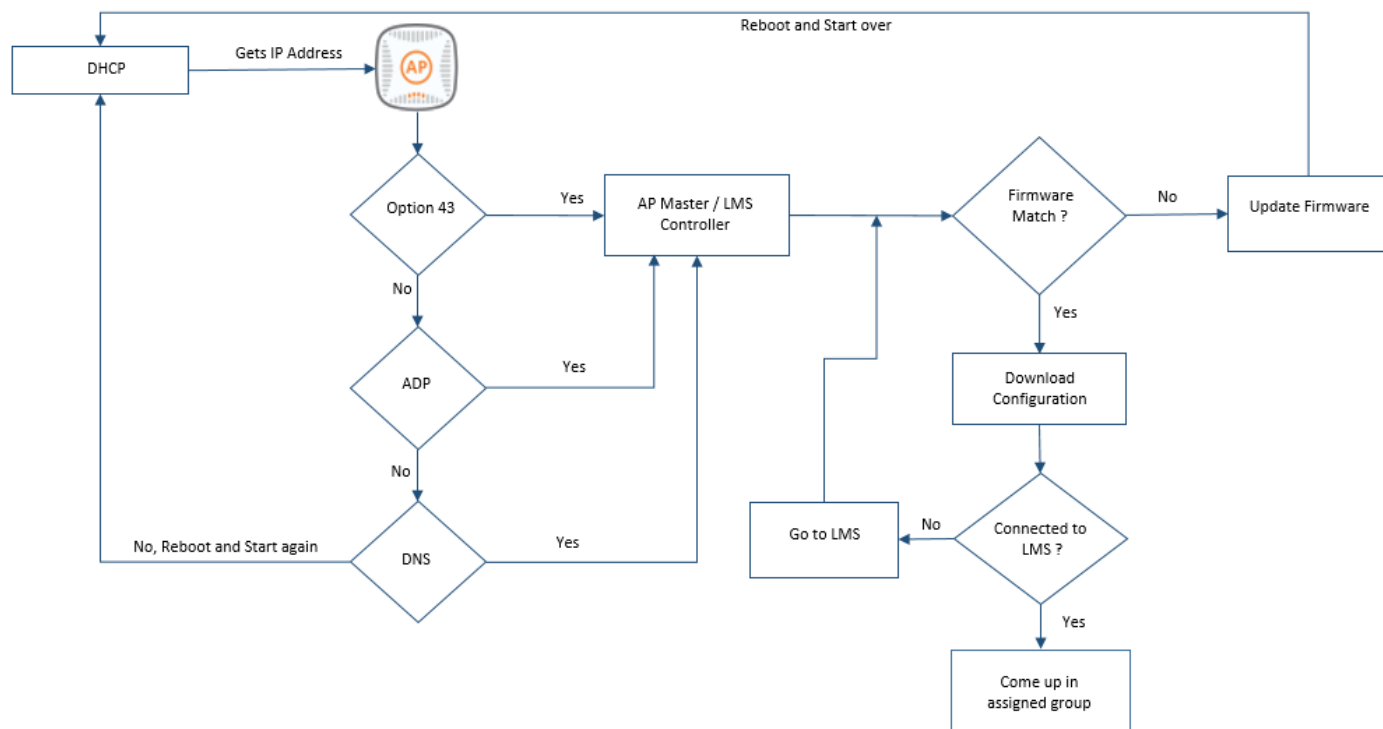 Reboot and Start over
DHCP
Gets IP Address
AP
Option 43
Yes
AP Master / LMS
Controller
Firmware
Match ?
No
Update Firmware
No
Yes
ADP
Yes
Download
Configuration
No
No, Reboot and Start again
DNS
Yes
Go to LMS
No
Connected to
LMS ?
Yes
Come up in
assigned group